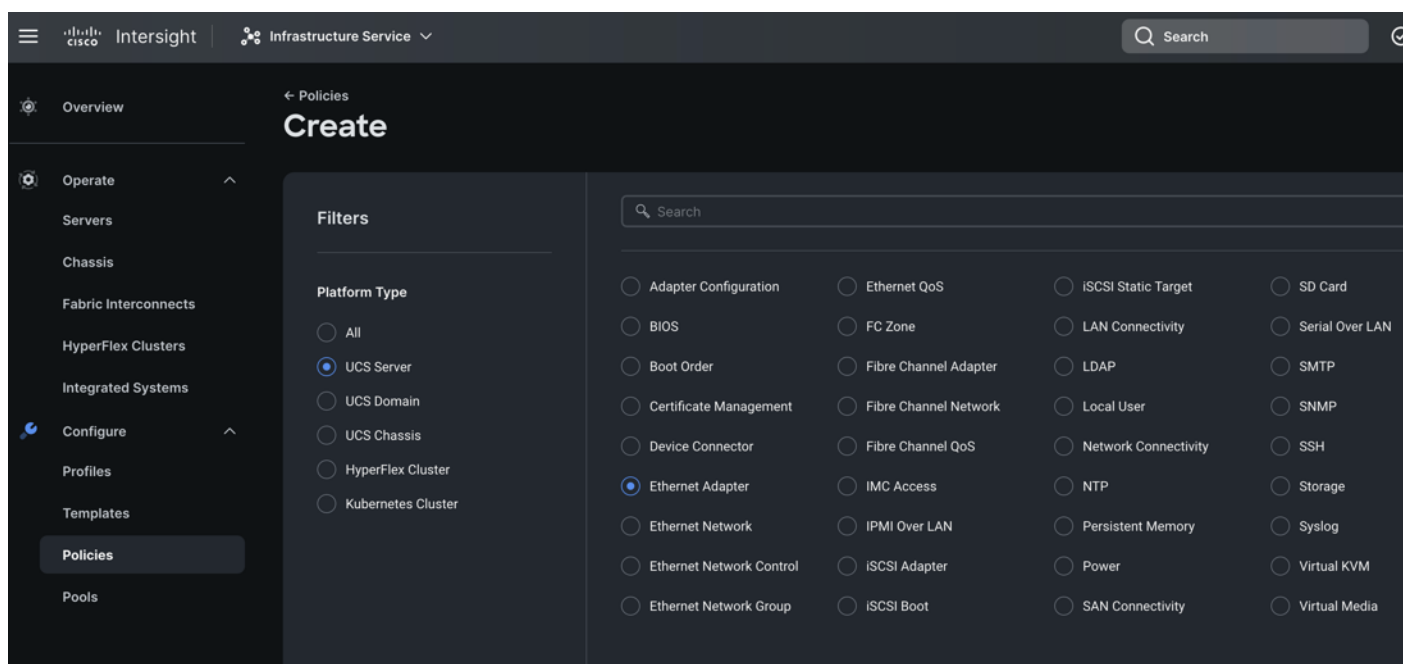 CISCO Intersight Infrastructure Service Search
Overview
Operate
Servers
Chassis
Fabric Interconnects
HyperFlex Clusters
Integrated Systems
Configure
Profiles
Templates
Policies
Pools
← Policies
Create
Filters
Platform Type
All
UCS Server
UCS Domain
UCS Chassis
HyperFlex Cluster
Kubernetes Cluster
Search
Adapter Configuration
BIOS
Boot Order
Certificate Management
Device Connector
Ethernet Adapter
Ethernet Network
Ethernet Network Control
Ethernet Network Group
Ethernet QoS
FC Zone
Fibre Channel Adapter
Fibre Channel Network
Fibre Channel QoS
IMC Access
IPMI Over LAN
iSCSI Adapter
iSCSI Boot
iSCSI Static Target
LAN Connectivity
LDAP
Local User
Network Connectivity
NTP
Persistent Memory
Power
SAN Connectivity
SD Card
Serial Over LAN
SMTP
SNMP
SSH
Storage
Syslog
Virtual KVM
Virtual Media